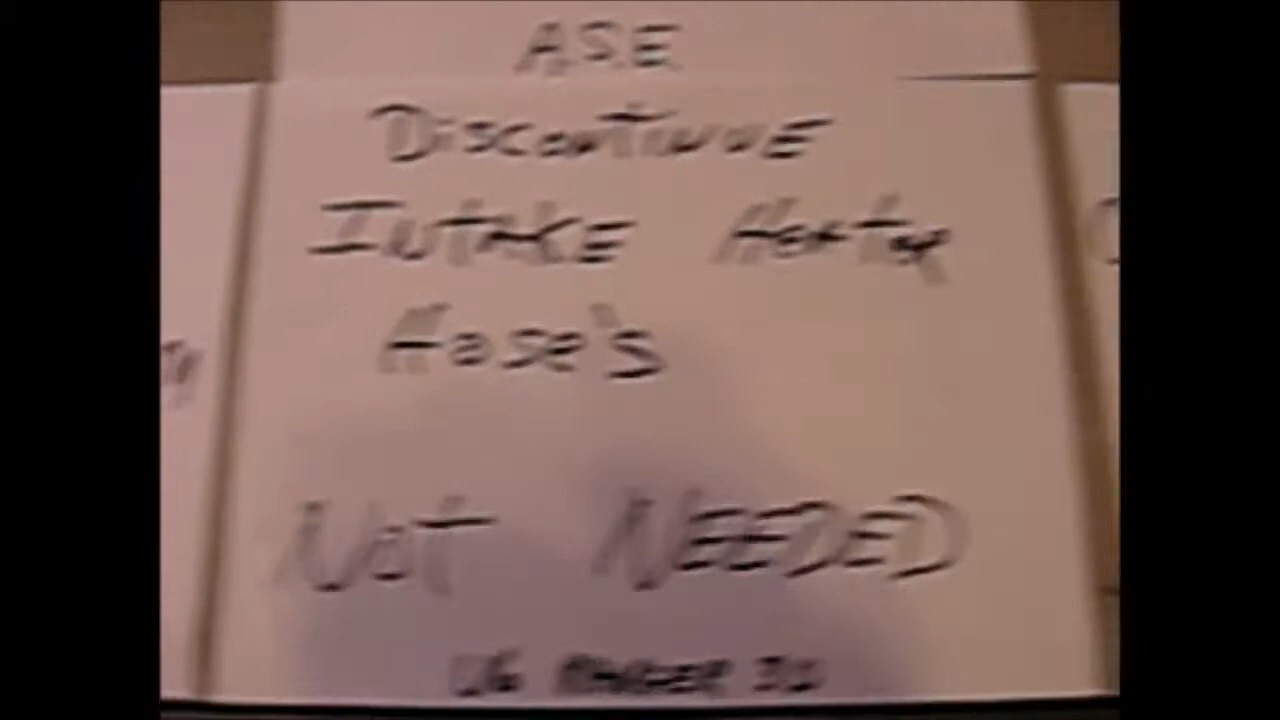 ASE
DISCONTINUE
INTAKE HEATER
HOSE'S
NOT NEEDED